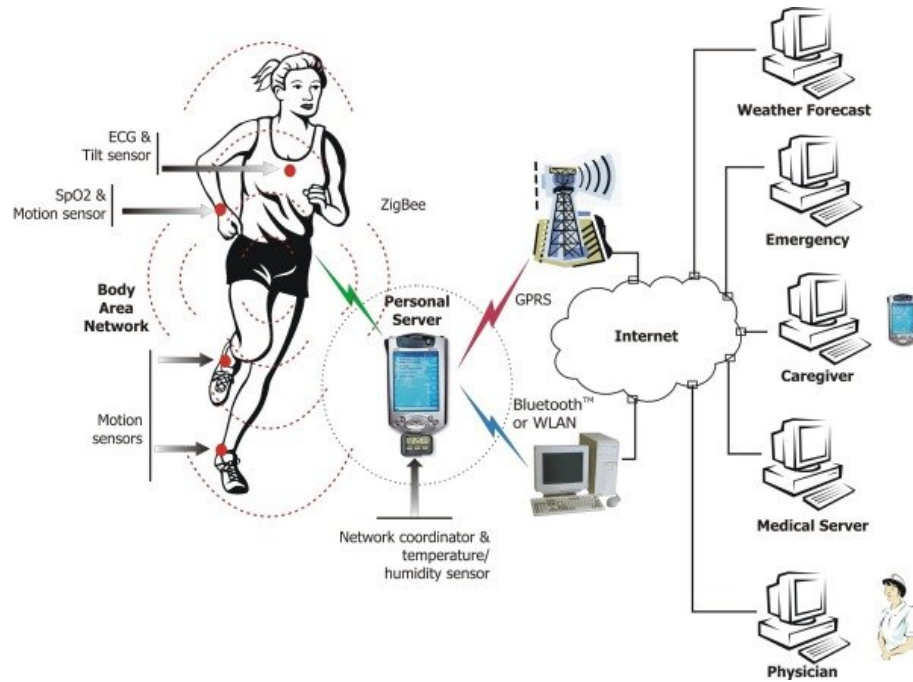 Weather Forecast
ECG &
Tilt sensor
SpO2 &
Motion sensor
ZigBee
Emergency
Body
Area
Network
Personal
Server
GPRS
Internet
Caregiver
Motion
sensors
Bluetooth™
or WLAN
Medical Server
Network coordinator &
temperature/
humidity sensor
Physician